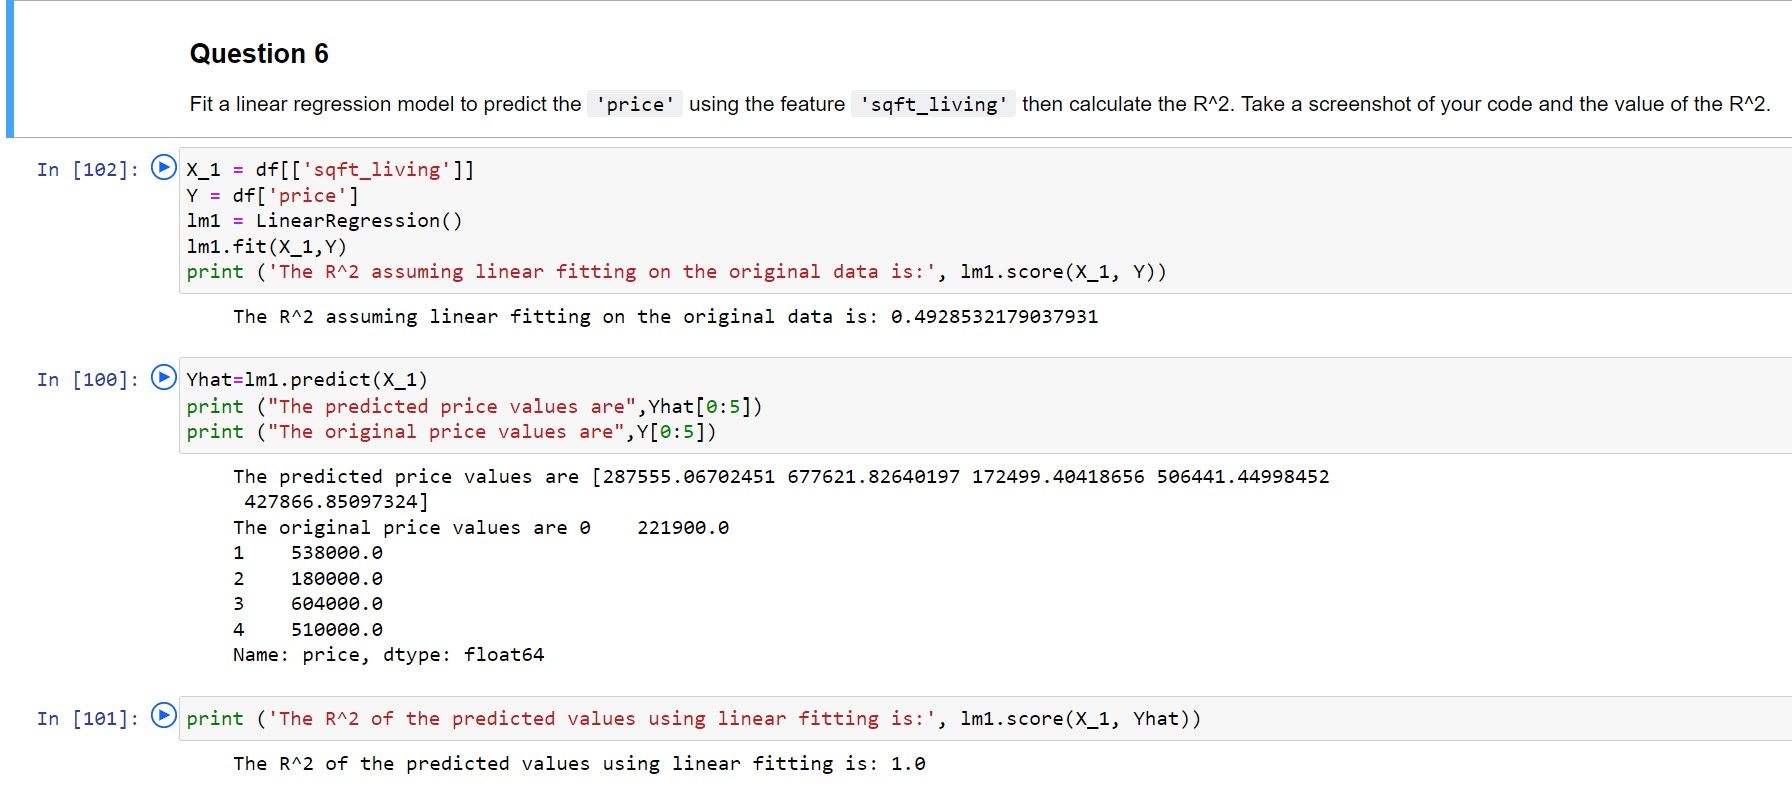 Question 6
Fit a linear regression model to predict the 'price' using the feature 'sqft_living' then calculate the R^2. Take a screenshot of your code and the value of the R^2.
In [102]: X_1 = df[['sqft_living']]
Y = df['price']
lm1 = LinearRegression()
lm1.fit(X_1,Y)
print ('The R^2 assuming linear fitting on the original data is:', lm1.score(X_1, Y))
The R^2 assuming linear fitting on the original data is: 0.4928532179037931
In [100]: Yhat=lm1.predict(X_1)
print ("The predicted price values are",Yhat[0:5])
print ("The original price values are",Y[0:5])
The predicted price values are [287555.06702451 677621.82640197 172499.40418656 506441.44998452
427866.85097324]
The original price values are 0    221900.0
1    538000.0
2    180000.0
3    604000.0
4    510000.0
Name: price, dtype: float64
In [101]: print ('The R^2 of the predicted values using linear fitting is:', lm1.score(X_1, Yhat))
The R^2 of the predicted values using linear fitting is: 1.0